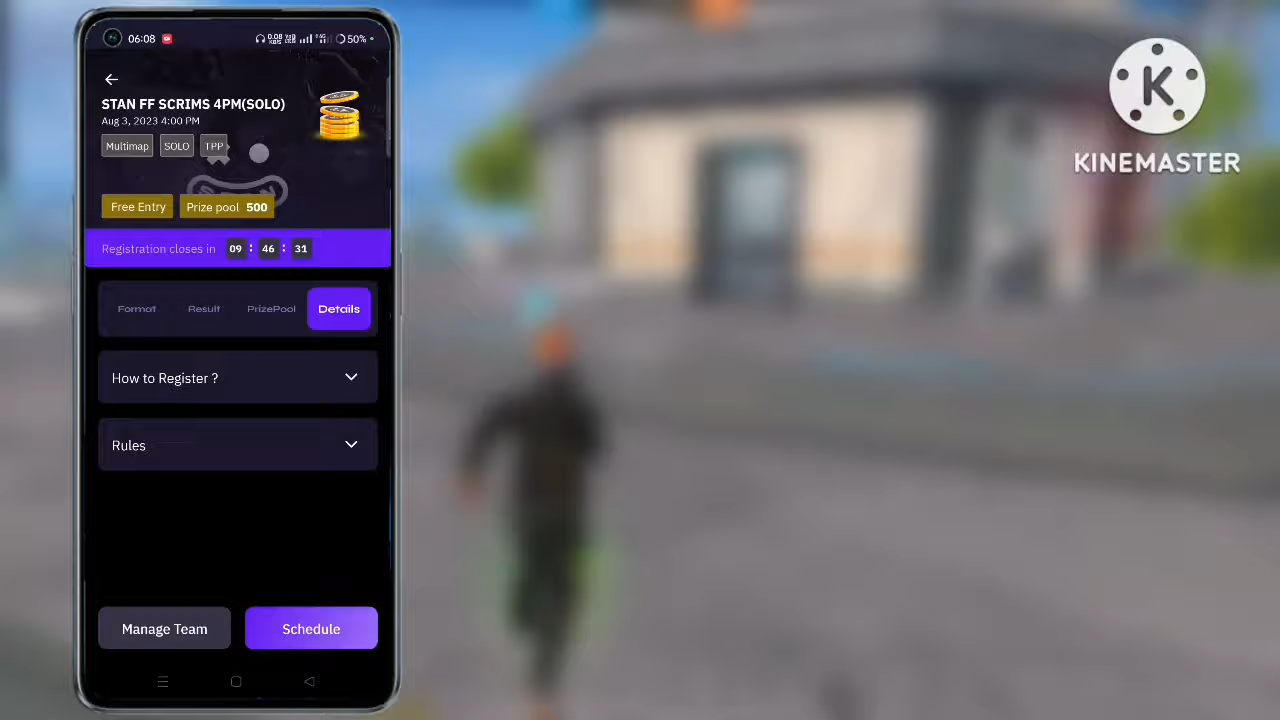 06:08
50%
STAN FF SCRIMS 4PM(SOLO)
Aug 3, 2023 4:00 PM
Multimap SOLO TPP
Free Entry Prize pool 500
Registration closes in 09 : 46 : 31
Format Result PrizePool Details
How to Register ?
Rules
Manage Team Schedule
K
KINEMASTER